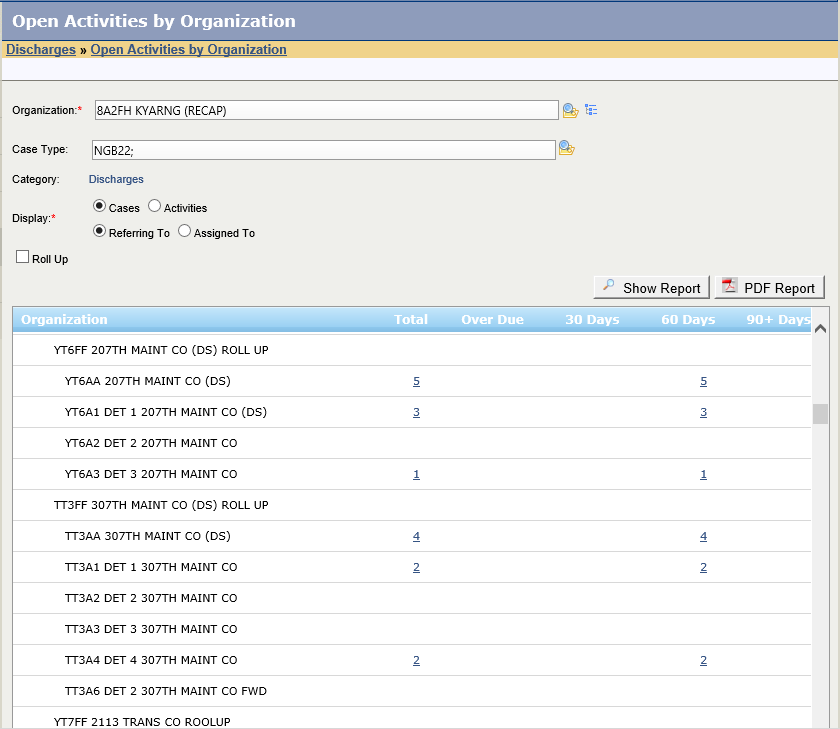 Open Activities by Organization
Discharges » Open Activities by Organization
Organization:* 8A2FH KYARNG (RECAP)
Case Type: NGB22;
Category: Discharges
Display:* Cases Activities
Referring To Assigned To
Roll Up
Show Report PDF Report
Organization Total Over Due 30 Days 60 Days 90+ Days
YT6FF 207TH MAINT CO (DS) ROLL UP
YT6AA 207TH MAINT CO (DS) 5 5
YT6A1 DET 1 207TH MAINT CO (DS) 3 3
YT6A2 DET 2 207TH MAINT CO
YT6A3 DET 3 207TH MAINT CO 1 1
TT3FF 307TH MAINT CO (DS) ROLL UP
TT3AA 307TH MAINT CO (DS) 4 4
TT3A1 DET 1 307TH MAINT CO 2 2
TT3A2 DET 2 307TH MAINT CO
TT3A3 DET 3 307TH MAINT CO
TT3A4 DET 4 307TH MAINT CO 2 2
TT3A6 DET 2 307TH MAINT CO FWD
YT7FF 2113 TRANS CO ROOLUP